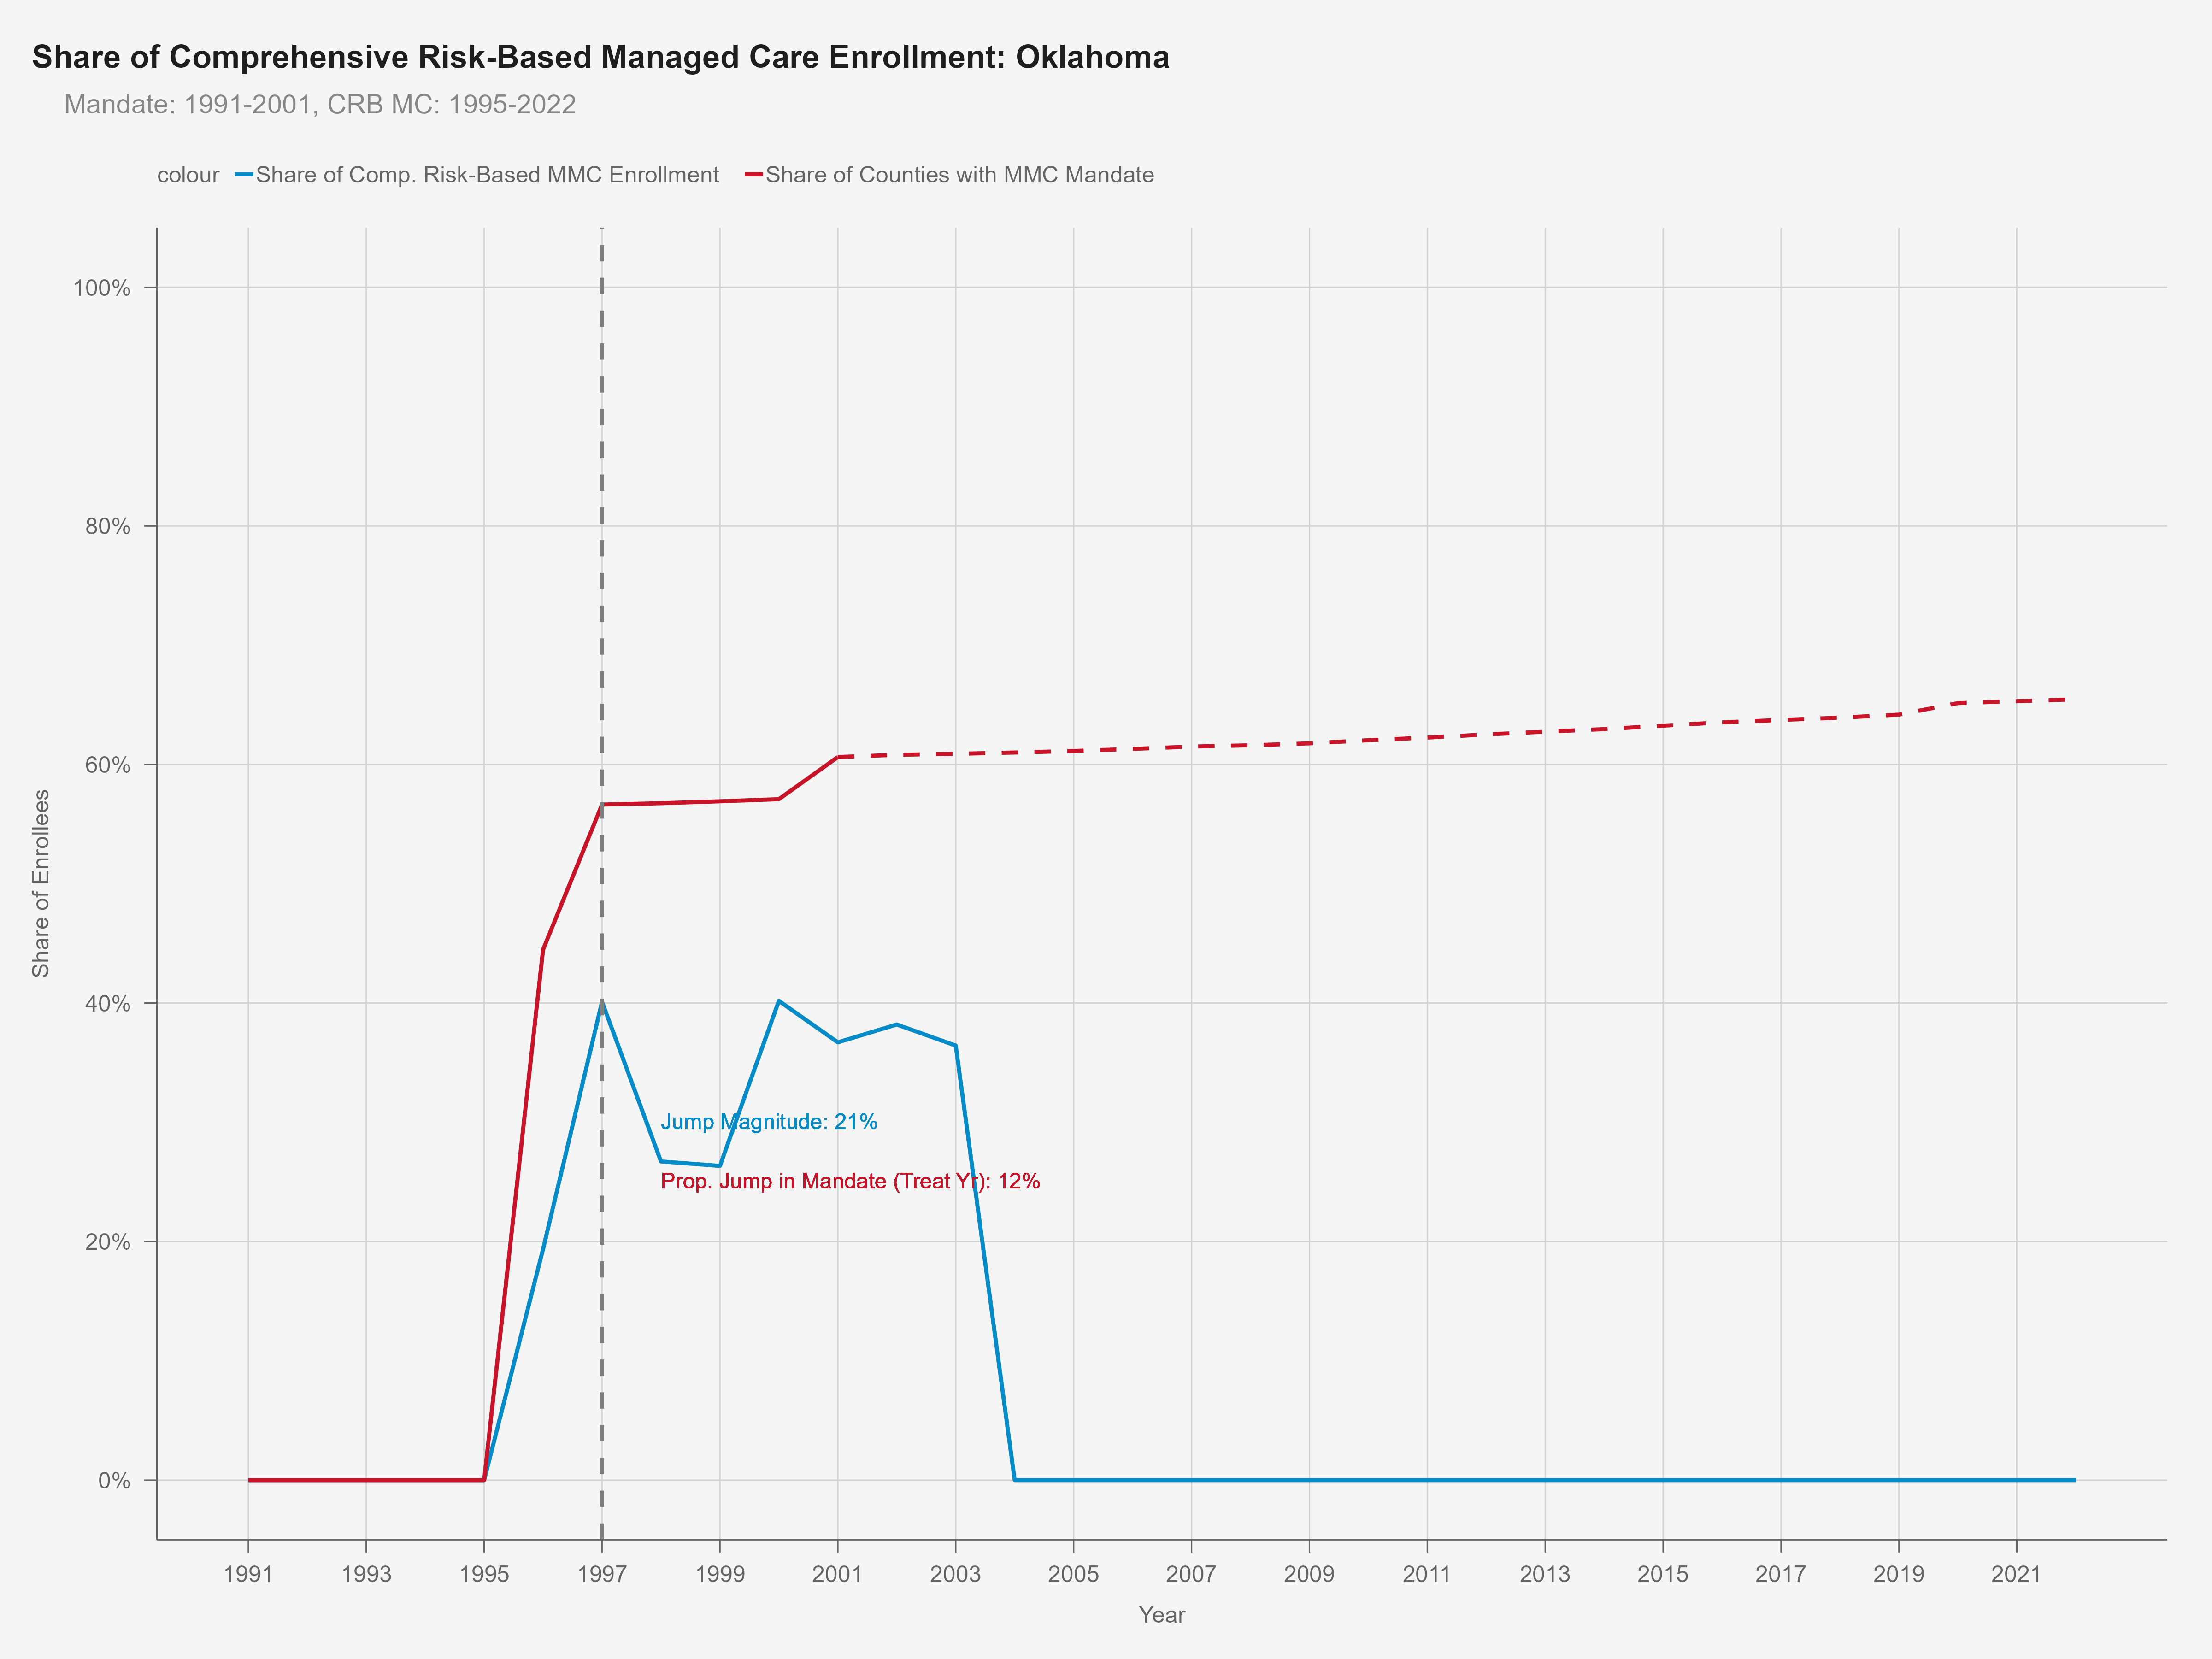 Share of Comprehensive Risk-Based Managed Care Enrollment: Oklahoma
Mandate: 1991-2001, CRB MC: 1995-2022
colour Share of Comp. Risk-Based MMC Enrollment Share of Counties with MMC Mandate
100%
80%
60%
40%
20%
0%
Share of Enrollees
Jump Magnitude: 21%
Prop. Jump in Mandate (Treat Yr): 12%
1991 1993 1995 1997 1999 2001 2003 2005 2007 2009 2011 2013 2015 2017 2019 2021
Year